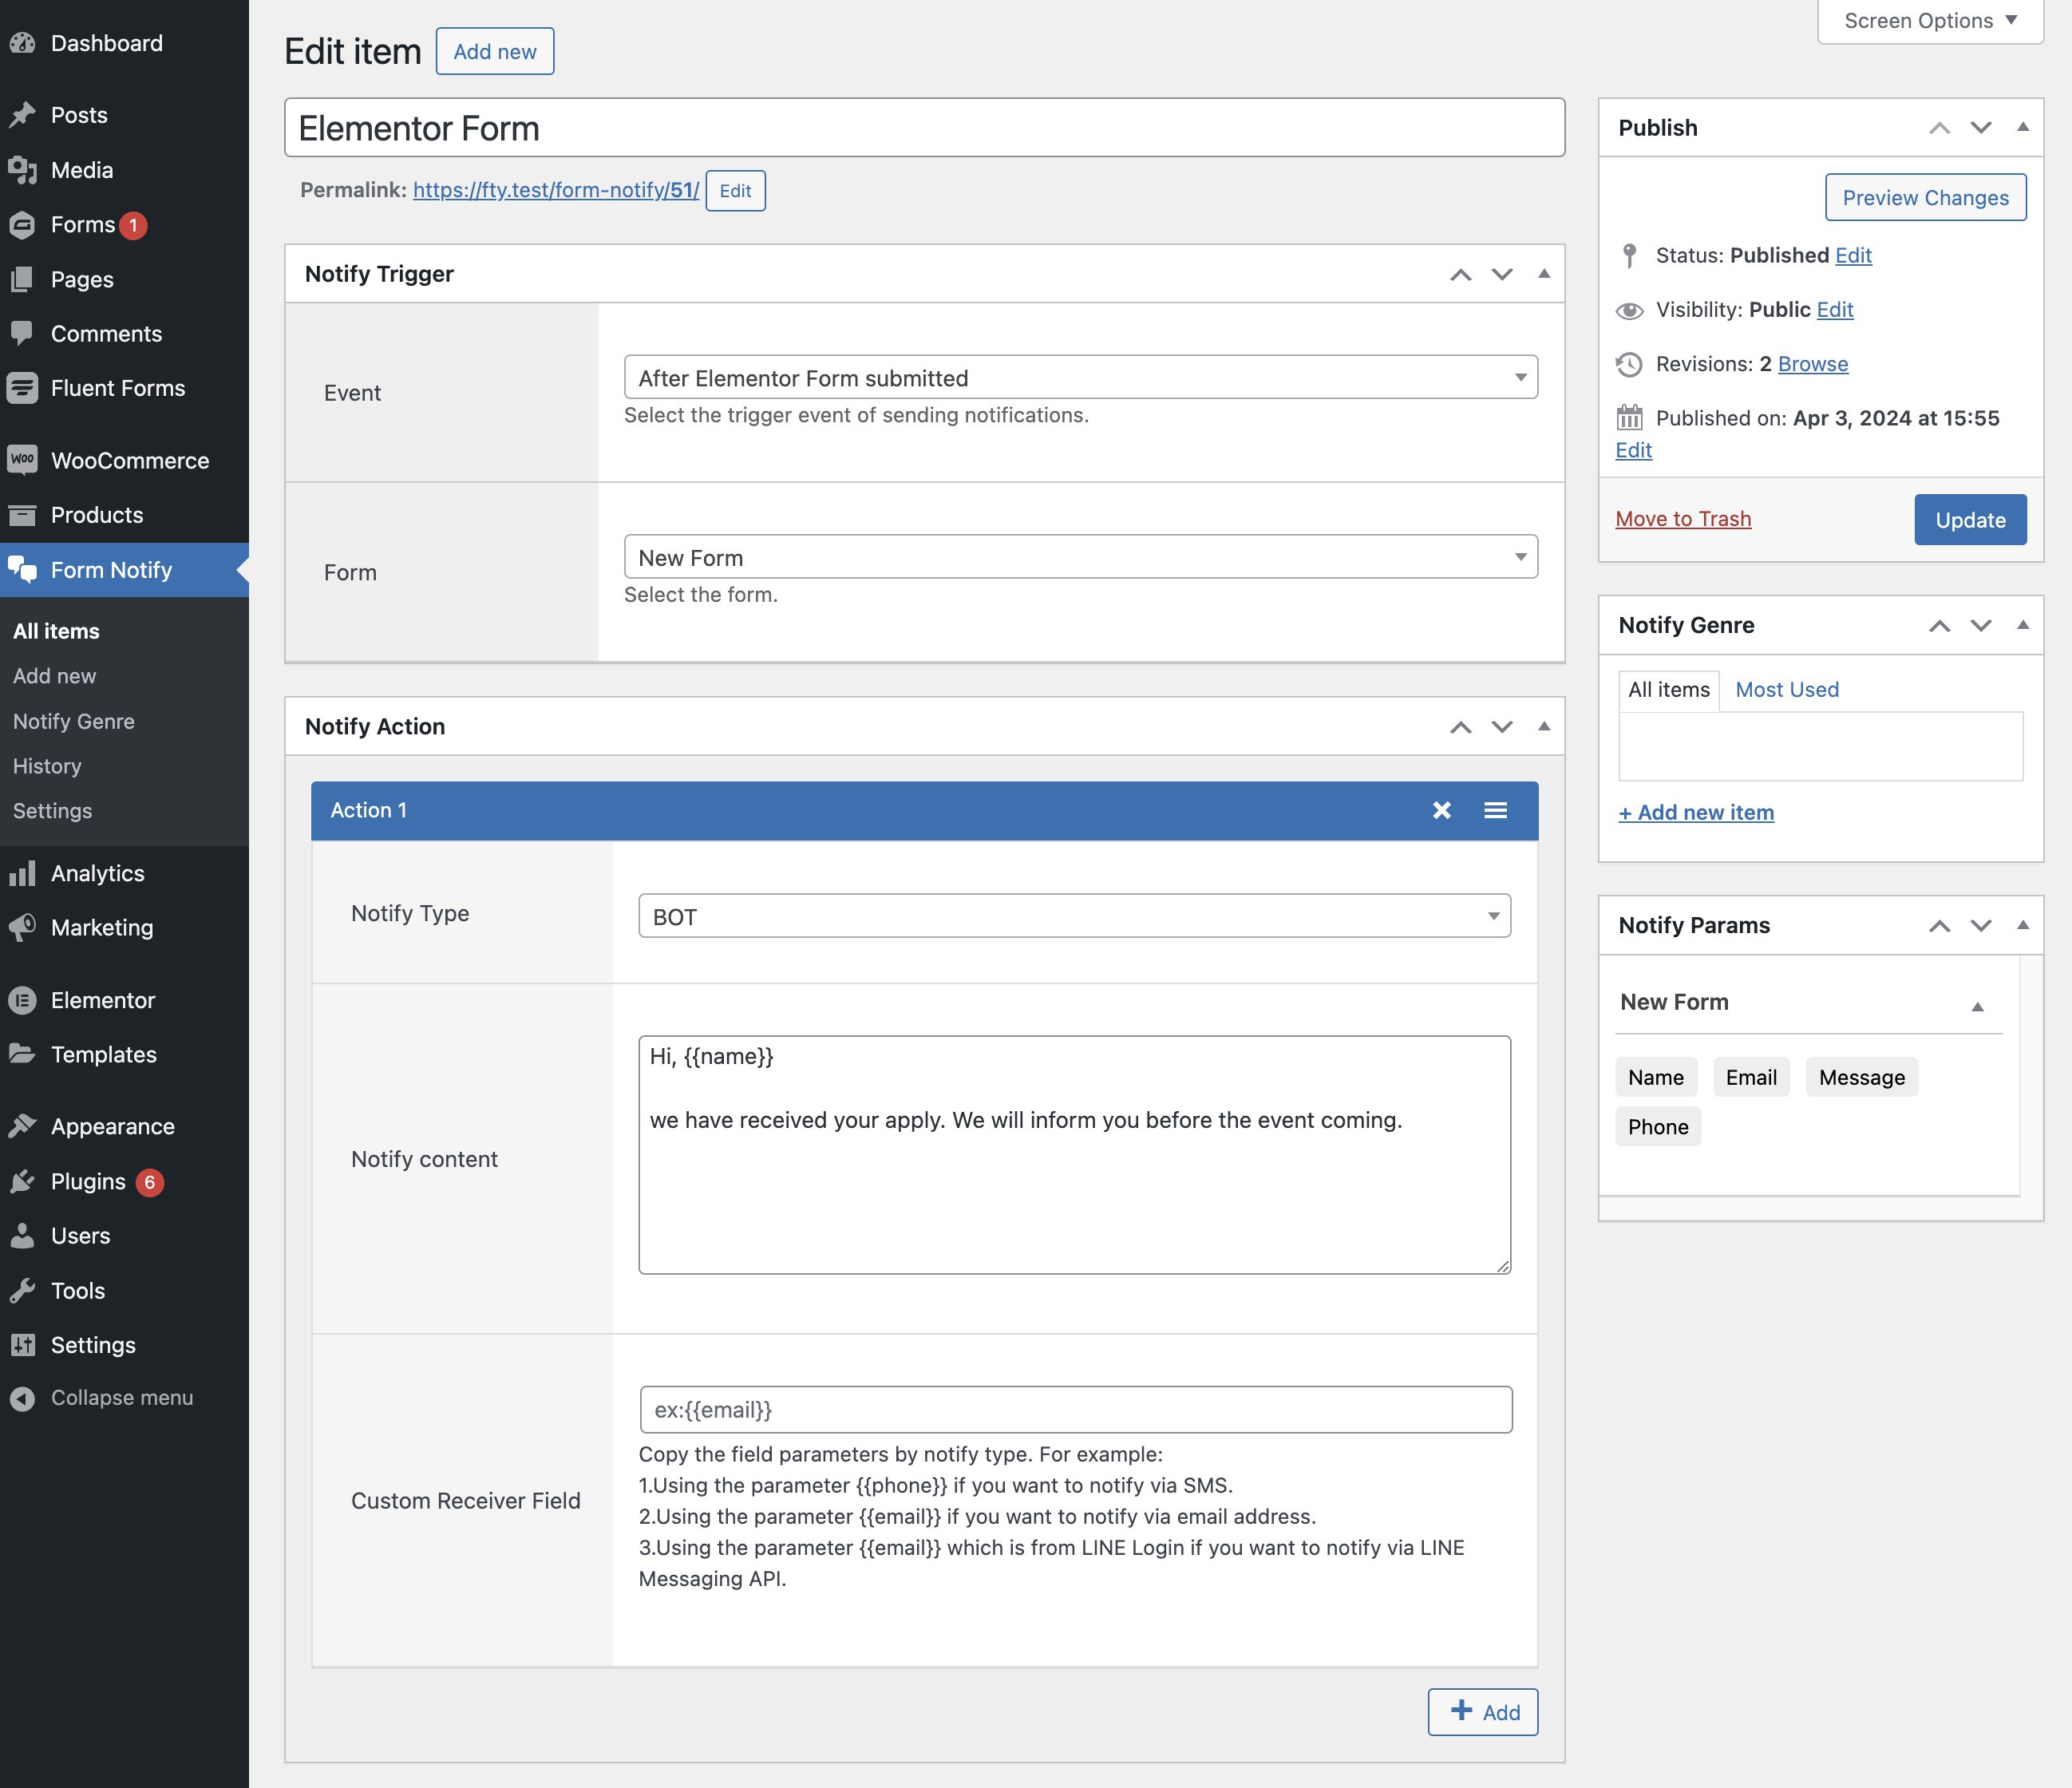 Dashboard
Posts
Media
Forms 1
Pages
Comments
Fluent Forms
Woo WooCommerce
Products
Form Notify
All items
Add new
Notify Genre
History
Settings
Analytics
Marketing
Elementor
Templates
Appearance
Plugins 6
Users
Tools
Settings
Collapse menu
Screen Options
Edit item Add new
Elementor Form
Permalink: https://fty.test/form-notify/51/ Edit
Notify Trigger
Event
After Elementor Form submitted
Select the trigger event of sending notifications.
Form
New Form
Select the form.
Notify Action
Action 1
Notify Type
BOT
Notify content
Hi, {{name}}
we have received your apply. We will inform you before the event coming.
Custom Receiver Field
ex:{{email}}
Copy the field parameters by notify type. For example:
1.Using the parameter {{phone}} if you want to notify via SMS.
2.Using the parameter {{email}} if you want to notify via email address.
3.Using the parameter {{email}} which is from LINE Login if you want to notify via LINE
Messaging API.
Add
Publish
Preview Changes
Status: Published Edit
Visibility: Public Edit
Revisions: 2 Browse
Published on: Apr 3, 2024 at 15:55
Edit
Move to Trash
Update
Notify Genre
All items Most Used
+ Add new item
Notify Params
New Form
Name Email Message
Phone